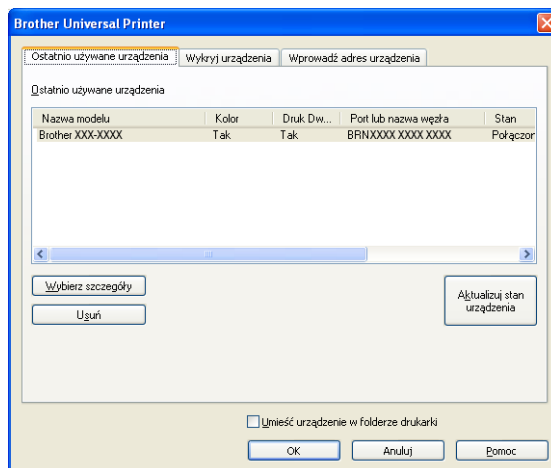 Brother Universal Printer
Ostatnio używane urządzenia Wykryj urządzenia Wprowadź adres urządzenia
Ostatnio używane urządzenia
Nazwa modelu Kolor Druk Dw... Port lub nazwa węzła Stan
Brother XXX-XXXX Tak Tak BRNXXXX XXXX XXXX Połączon
Wybierz szczegóły
Aktualizuj stan
urządzenia
Usuń
Umieść urządzenie w folderze drukarki
OK Anuluj Pomoc